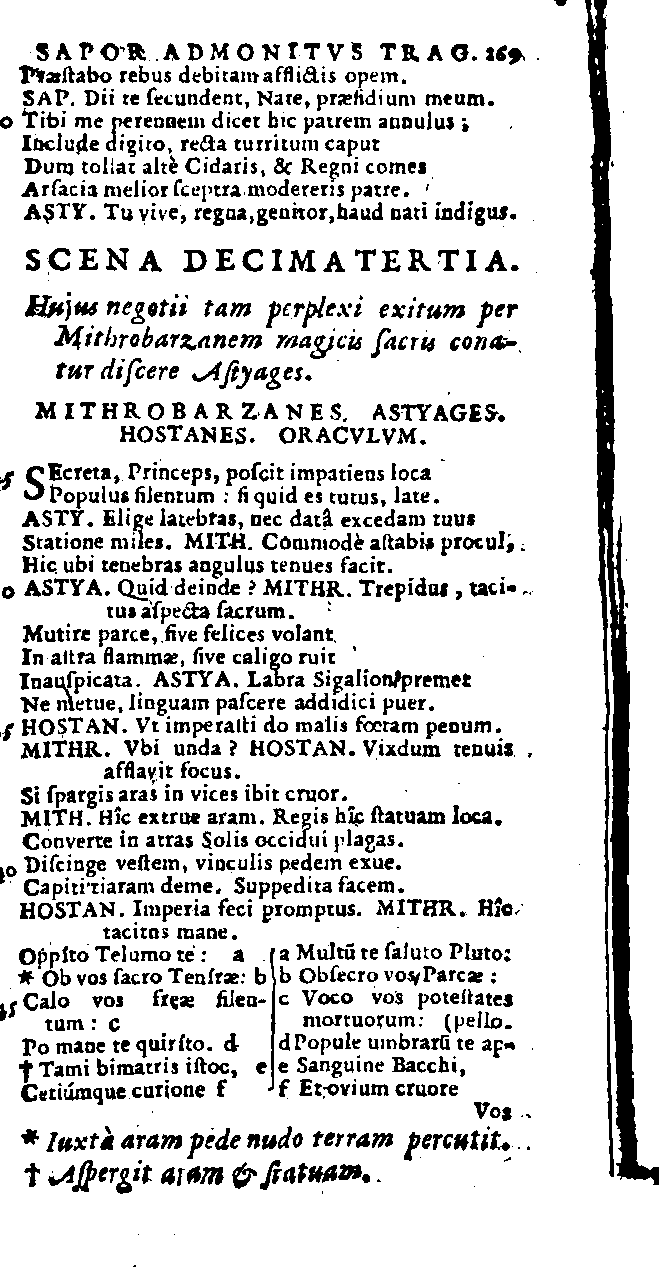 SAPOR ADMONITVS TRAG. 269
Præſtabo rebus debitam afflictis opem.
SAP. Dii te ſecundent, Nate, præſidium meum.
Tibi me perennem dicet hic patrem annulus ;
Include digito, recta turritum caput
Dum tollat altè Cidaris, & Regni comes
Arſacia melior ſceptra modereris patre.
ASTY. Tu vive, regna, genitor, haud nati indigus.
SCENA DECIMATERTIA.
Hujus negotii tam perplexi exitum per
Mithrobarzanem magicis ſacris cona-
tur diſcere Aſtyages.
MITHROBARZANES. ASTYAGES.
HOSTANES. ORACVLVM.
SEcreta, Princeps, poſcit impatiens loca
Populus ſilentum : ſi quid es tutus, late.
ASTY. Elige latebras, nec datâ excedam tuus
Statione miles. MITH. Commodè aſtabis procul,
Hic ubi tenebras angulus tenues facit.
ASTYA. Quid deinde ? MITHR. Trepidus, taci-
tus aſpecta ſacrum.
Mutire parce, ſive felices volant
In aſtra flammæ, ſive caligo ruit
Inauſpicata. ASTYA. Labra Sigalion premet
Ne metue, linguam paſcere addidici puer.
HOSTAN. Vt imperaſti do malis fœtam penum.
MITHR. Vbi unda ? HOSTAN. Vixdum tenuis
afflavit focus.
Si ſpargis aras in vices ibit cruor.
MITH. Hîc extrue aram. Regis hîc ſtatuam loca.
Converte in atras Solis occidui plagas.
Diſcinge veſtem, vinculis pedem exue.
Capiti tiaram deme. Suppedita facem.
HOSTAN. Imperia feci promptus. MITHR. Hîc
tacitus mane.
Oppſto Telumo te : a
* Ob vos ſacro Tenſræ: b
Calo vos freæ ſilen-
tum : c
Po mane te quirſto. d
† Tami bimatris iſtoc, e
Cetiúmque curione f
a Multū te ſaluto Pluto:
b Obſecro vos Parcæ :
c Voco vos poteſtates
mortuorum: (pello.
d Popule umbrarū te ap-
e Sanguine Bacchi,
f Et ovium cruore
Vos
* Iuxtà aram pede nudo terram percutit.
† Aſpergit aram & ſtatuam.